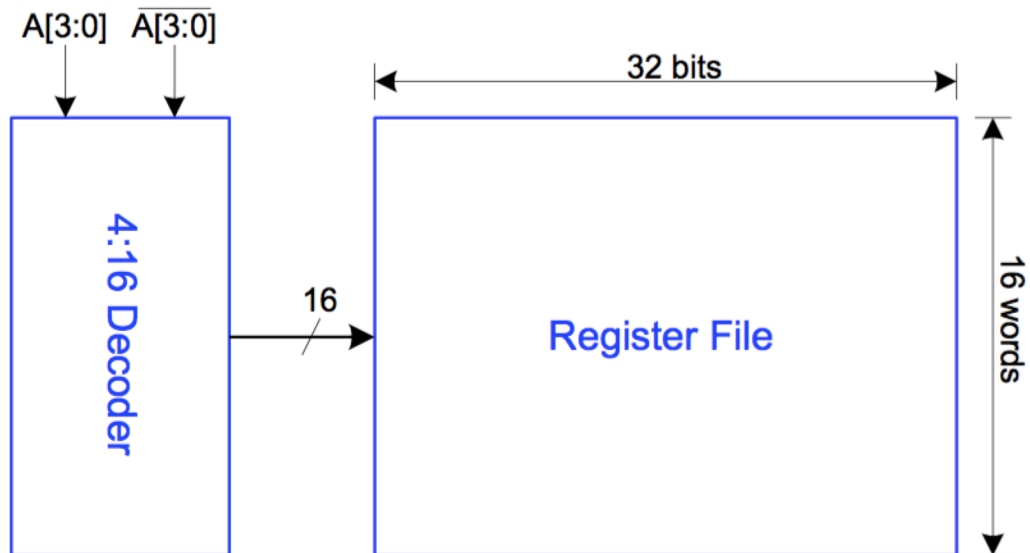 A[3:0] A̅[̅3̅:̅0̅]̅
32 bits
4:16 Decoder
16
Register File
16 words